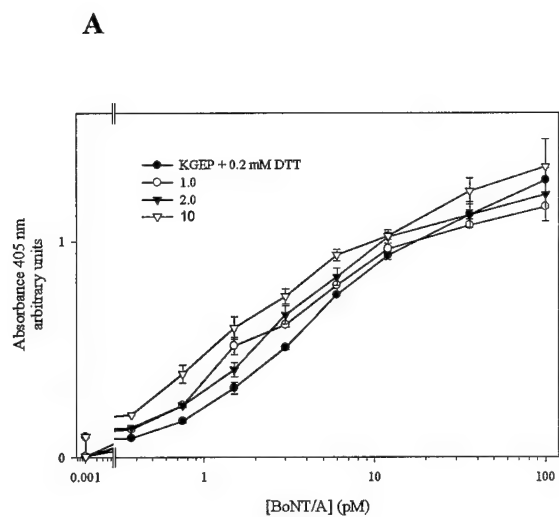 A
KGEP + 0.2 mM DTT
1.0
2.0
10
Absorbance 405 nm
arbitrary units
1
0
0.001
1
10
100
[BoNT/A] (pM)